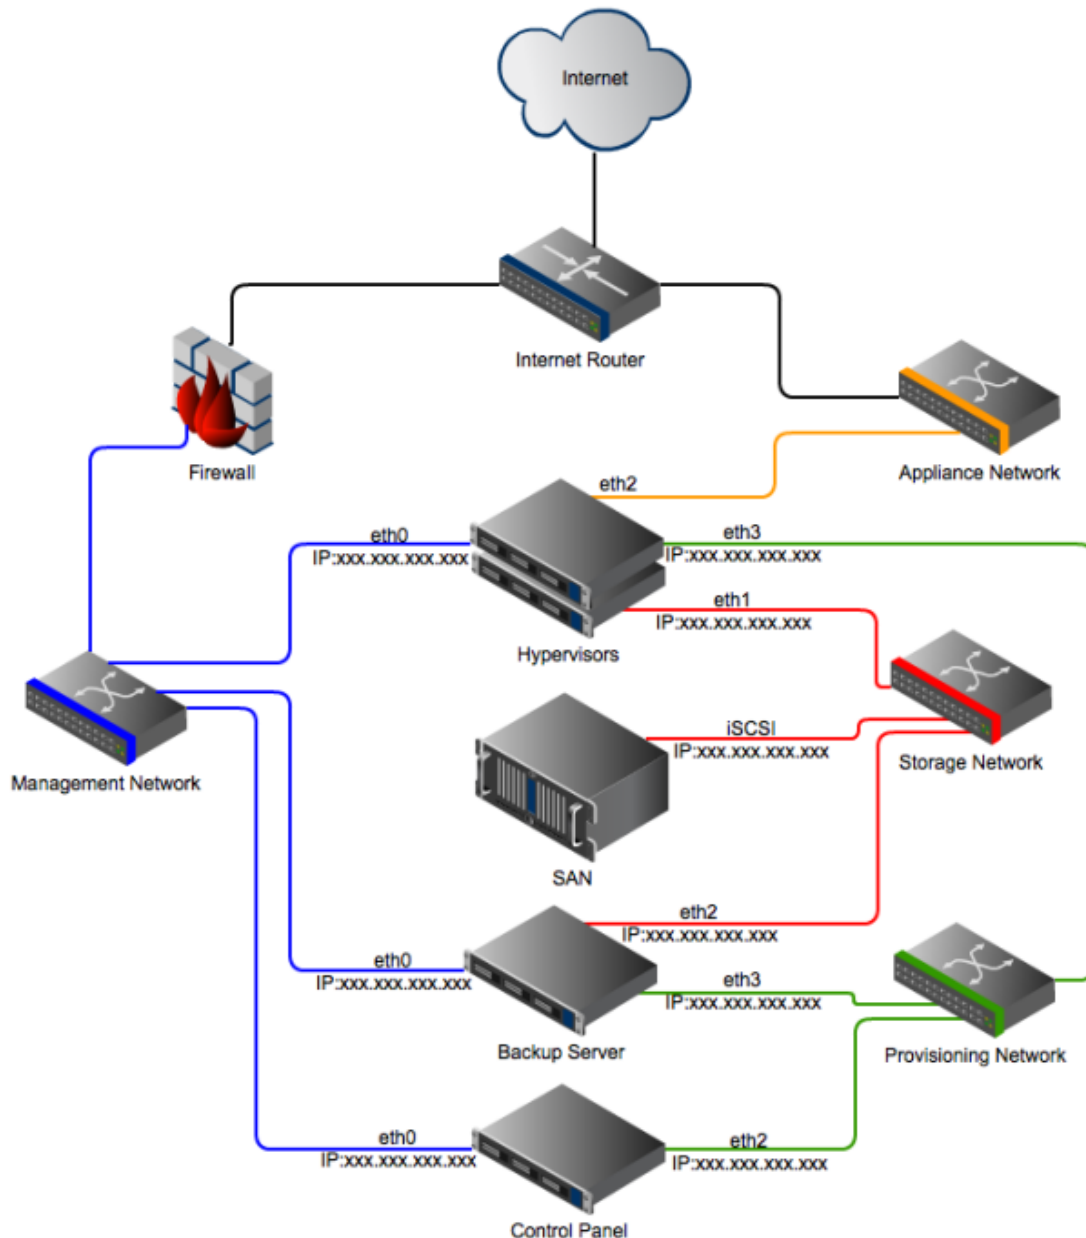 Internet
Internet Router
Firewall
Appliance Network
eth2
eth0
IP:xxx.xxx.xxx.xxx
eth3
IP:xxx.xxx.xxx.xxx
eth1
IP:xxx.xxx.xxx.xxx
Hypervisors
Management Network
iSCSI
IP:xxx.xxx.xxx.xxx
Storage Network
SAN
eth2
IP:xxx.xxx.xxx.xxx
eth0
IP:xxx.xxx.xxx.xxx
eth3
IP:xxx.xxx.xxx.xxx
Backup Server
Provisioning Network
eth0
IP:xxx.xxx.xxx.xxx
eth2
IP:xxx.xxx.xxx.xxx
Control Panel